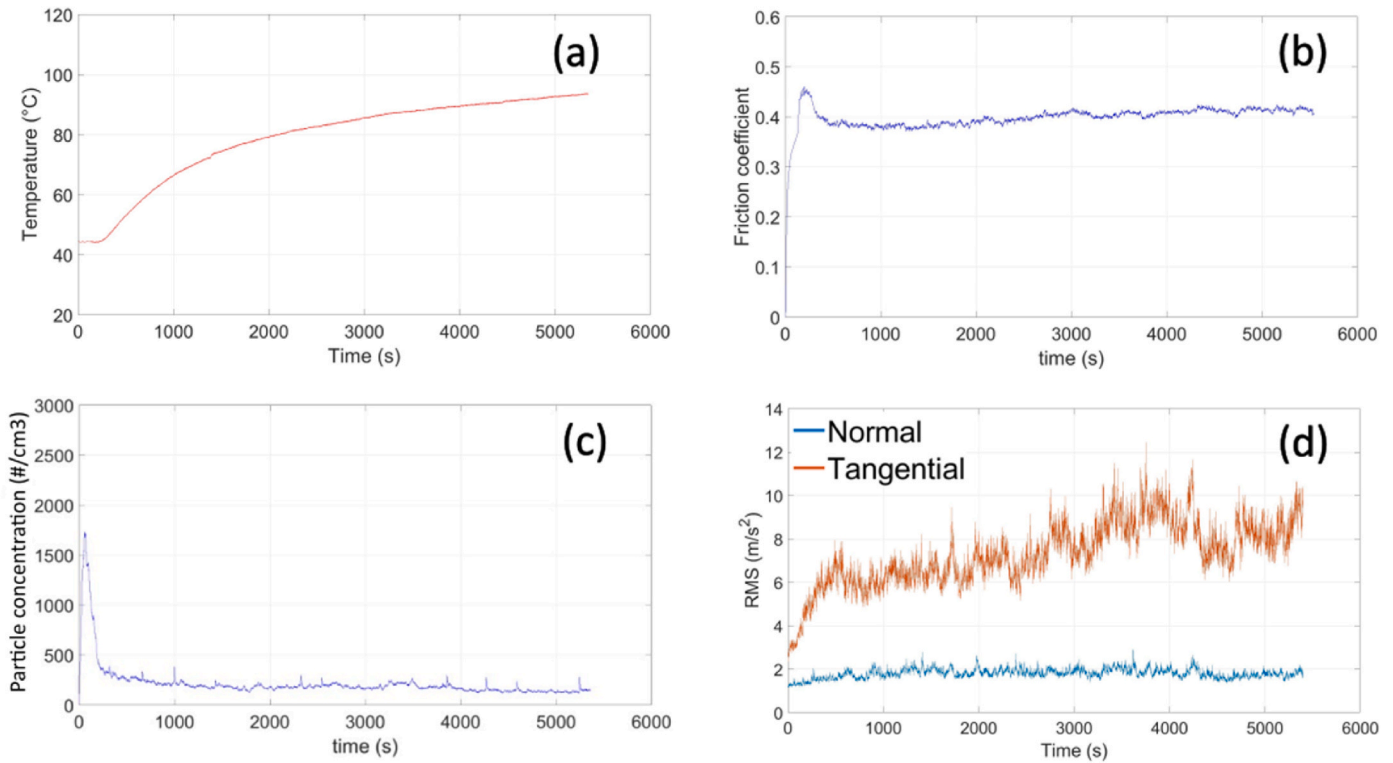 (a)
Temperature (°C)
120
100
80
60
40
20
0 1000 2000 3000 4000 5000 6000
Time (s)
(b)
Friction coefficient
0.6
0.5
0.4
0.3
0.2
0.1
0
0 1000 2000 3000 4000 5000 6000
time (s)
(c)
Particle concentration (#/cm3)
3000
2500
2000
1500
1000
500
0
0 1000 2000 3000 4000 5000 6000
time (s)
(d)
Normal
Tangential
RMS (m/s²)
14
12
10
8
6
4
2
0
0 1000 2000 3000 4000 5000 6000
Time (s)